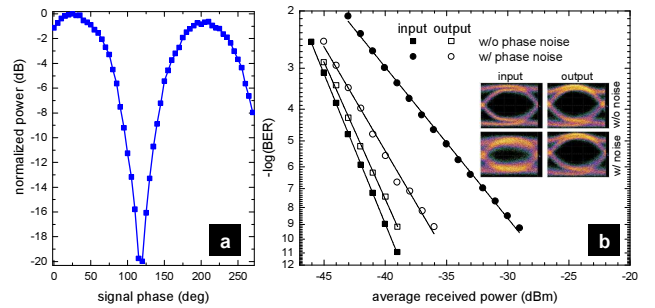 normalized power (dB)
0
-2
-4
-6
-8
-10
-12
-14
-16
-18
-20
0 50 100 150 200 250
signal phase (deg)
a
-log(BER)
2
3
4
5
6
7
8
9
10
11
12
-45 -40 -35 -30 -25 -20
average received power (dBm)
input output
w/o phase noise
w/ phase noise
input output
w/o noise
w/ noise
b